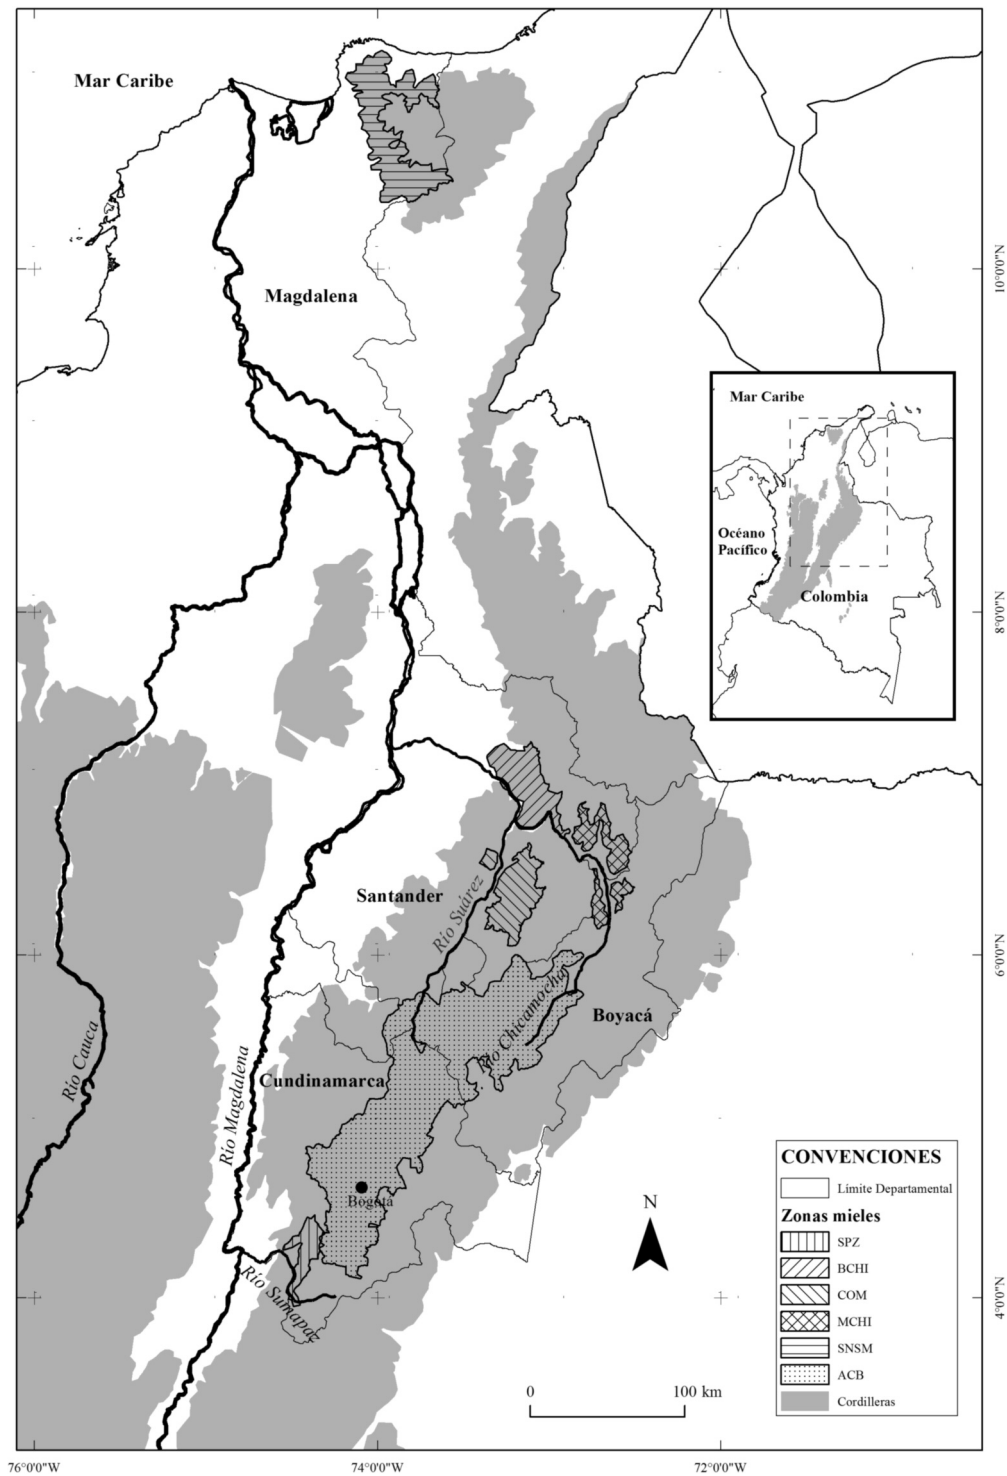 Mar Caribe
10°0'0"N
Magdalena
Mar Caribe
Océano
Pacífico
Colombia
8°0'0"N
Santander
Río Suárez
6°0'0"N
Río Chicamocha
Boyacá
Río Cauca
Río Magdalena
Cundinamarca
Bogotá
N
Río Sumapaz
4°0'0"N
0 100 km
CONVENCIONES
Limite Departamental
Zonas mieles
SPZ
BCHI
COM
MCHI
SNSM
ACB
Cordilleras
76°0'0"W 74°0'0"W 72°0'0"W